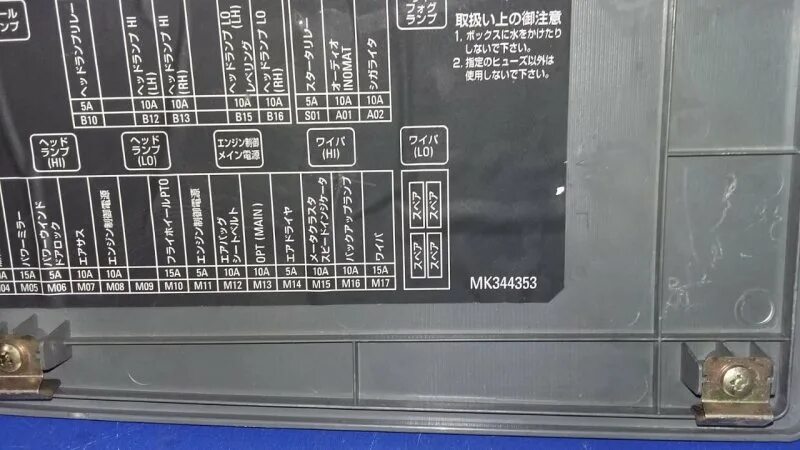 ール
ンプ
フォグ
ランプ
取扱い上の御注意
1. ボックスに水をかけたり
しないで下さい。
2. 指定のヒューズ以外は
使用しないで下さい。
ヘッドランプリレー
ヘッドランプ HI
(LH)
ヘッドランプ HI
(RH)
ヘッドランプ LO (LH)
レベリング
ヘッドランプ LO
(RH)
スタータリレー
オーディオ
INOMAT
シガライタ
5A 10A 10A 10A 10A 5A 10A 10A
B10 B12 B13 B15 B16 S01 A01 A02
ヘッド
ランプ
(HI)
ヘッド
ランプ
(LO)
エンジン制御
メイン電源
ワイパ
(HI)
ワイパ
(LO)
パワーミラー
パワーウィンド
ドアロック
エアサス
エンジン制御電源
フライホイールPTO
エンジン制御電源
エアバッグ
シートベルト
OPT (MAIN)
エアドライヤ
メータクラスタ
スピードインジケータ
バックアップランプ
ワイパ
スペア スペア
スペア スペア
0A 15A 5A 10A 10A 15A 5A 10A 10A 5A 10A 10A 15A
04 M05 M06 M07 M08 M09 M10 M11 M12 M13 M14 M15 M16 M17
MK344353